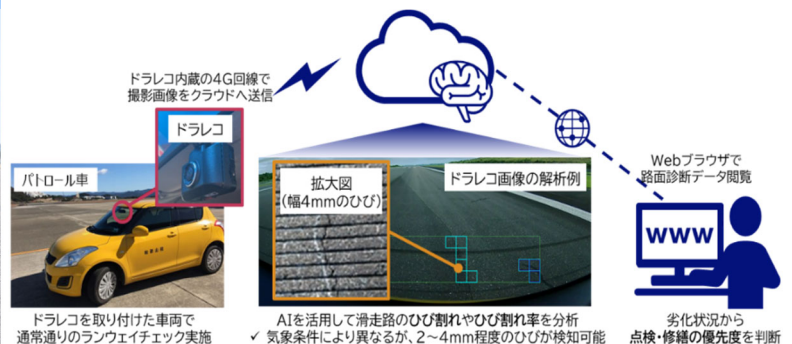 ドラレコ内蔵の4G回線で
撮影画像をクラウドへ送信
ドラレコ
パトロール車
拡大図
(幅4mmのひび)
ドラレコ画像の解析例
Webブラウザで
路面診断データ閲覧
WWW
ドラレコを取り付けた車両で
通常通りのランウェイチェック実施
AIを活用して滑走路のひび割れやひび割れ率を分析
✓ 気象条件により異なるが、2~4mm程度のひびが検知可能
劣化状況から
点検・修繕の優先度を判断